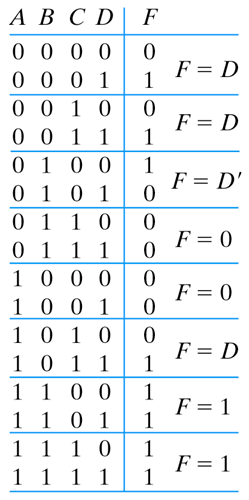 A B C D F
0 0 0 0 0
F = D
0 0 0 1 1
0 0 1 0 0
F = D
0 0 1 1 1
0 1 0 0 1
F = D′
0 1 0 1 0
0 1 1 0 0
F = 0
0 1 1 1 0
1 0 0 0 0
F = 0
1 0 0 1 0
1 0 1 0 0
F = D
1 0 1 1 1
1 1 0 0 1
F = 1
1 1 0 1 1
1 1 1 0 1
F = 1
1 1 1 1 1